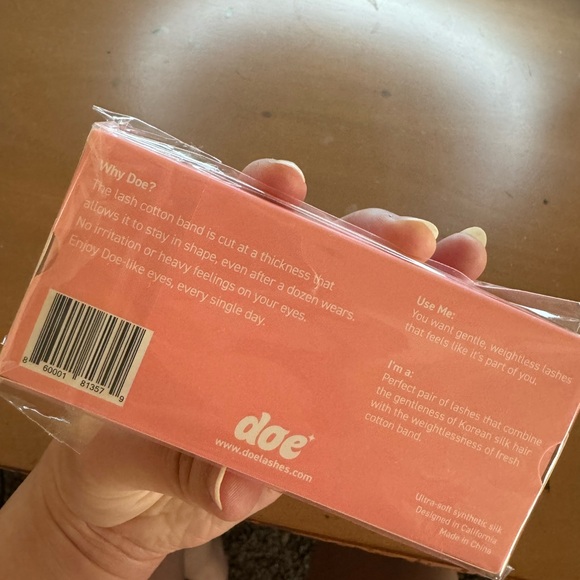 Why Doe?
The lash cotton band is cut at a thickness that
allows it to stay in shape, even after a dozen wears.
No irritation or heavy feelings on your eyes.
Enjoy Doe-like eyes, every single day.
Use Me:
You want gentle, weightless lashes
that feels like it's part of you.
I'm a:
Perfect pair of lashes that combine
the gentleness of Korean silk hair
with the weightlessness of fresh
cotton band.
8 60001 81357 9
doe
www.doelashes.com
Ultra-soft synthetic silk
Designed in California
Made in China